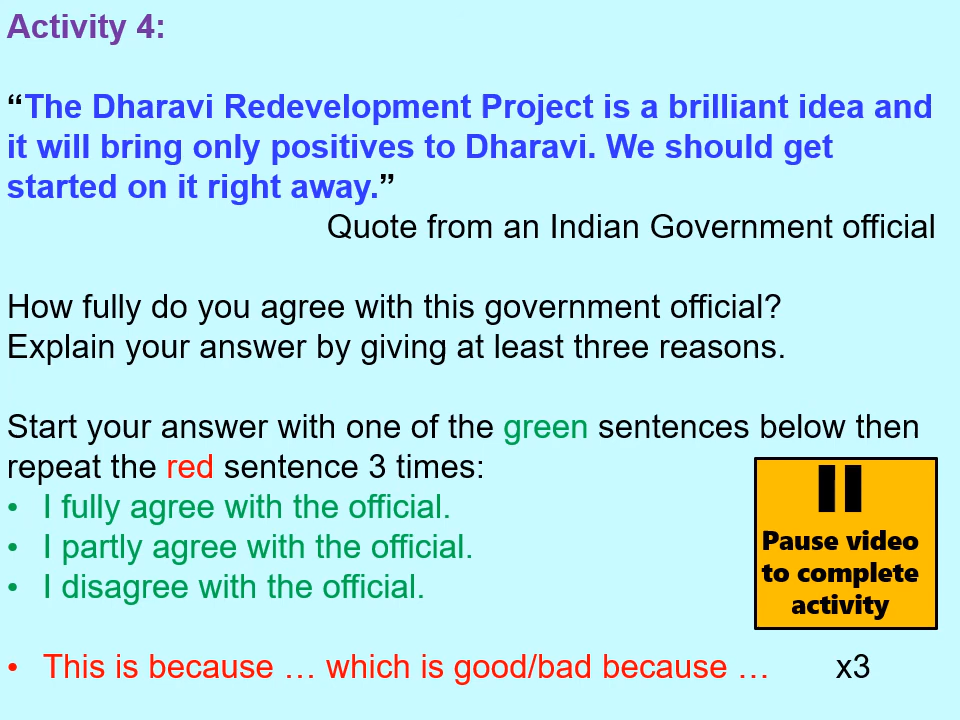 Activity 4:
“The Dharavi Redevelopment Project is a brilliant idea and
it will bring only positives to Dharavi. We should get
started on it right away.”
Quote from an Indian Government official
How fully do you agree with this government official?
Explain your answer by giving at least three reasons.
Start your answer with one of the green sentences below then
repeat the red sentence 3 times:
• I fully agree with the official.
• I partly agree with the official.
• I disagree with the official.
Pause video
to complete
activity
• This is because … which is good/bad because … x3